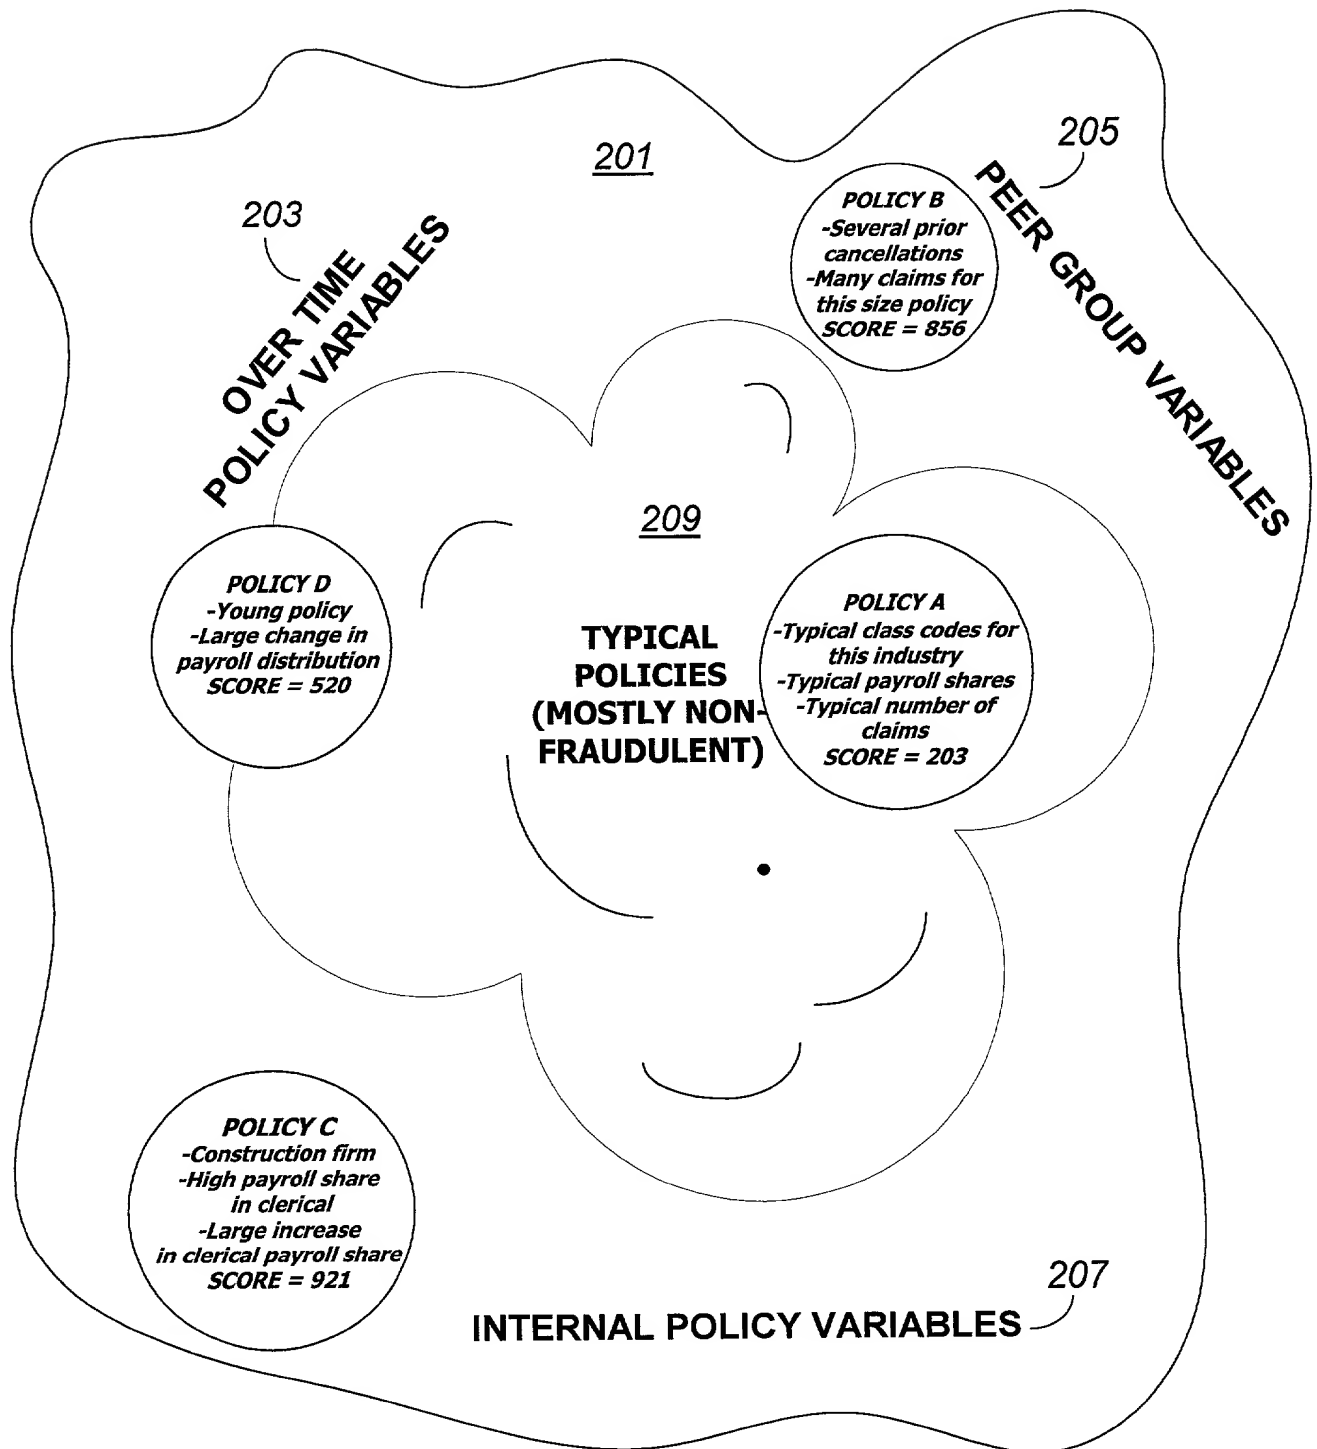 201
205
203
OVER TIME
POLICY VARIABLES
PEER GROUP VARIABLES
POLICY B
-Several prior
cancellations
-Many claims for
this size policy
SCORE = 856
209
TYPICAL
POLICIES
(MOSTLY NON-
FRAUDULENT)
POLICY D
-Young policy
-Large change in
payroll distribution
SCORE = 520
POLICY A
-Typical class codes for
this industry
-Typical payroll shares
-Typical number of
claims
SCORE = 203
POLICY C
-Construction firm
-High payroll share
in clerical
-Large increase
in clerical payroll share
SCORE = 921
207
INTERNAL POLICY VARIABLES